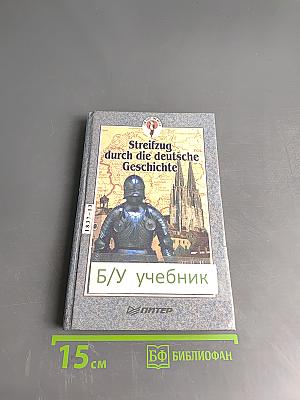 Streifzug
durch die deutsche
Geschichte
Б/У учебник
ПИТЕР
15 см
БФ БИБЛИОФАН